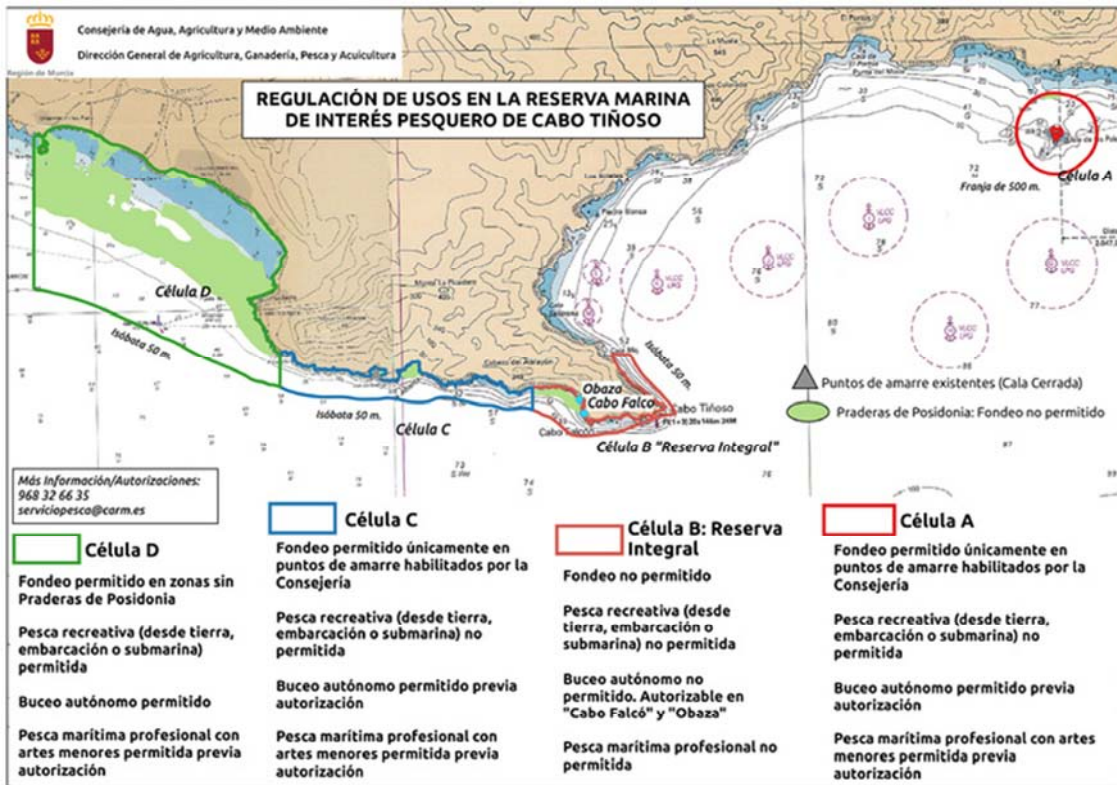 Consejería de Agua, Agricultura y Medio Ambiente
Dirección General de Agricultura, Ganadería, Pesca y Acuicultura
Región de Murcia
REGULACIÓN DE USOS EN LA RESERVA MARINA
DE INTERÉS PESQUERO DE CABO TIÑOSO
Célula A
Franja de 500 m.
Célula D
Isóbata 50 m.
Isóbata 50 m.
Célula C
Isóbata 50 m.
Obaza
Cabo Falco
Cabo Tiñoso
Cabo Falcón
Célula B "Reserva Integral"
Puntos de amarre existentes (Cala Cerrada)
Praderas de Posidonia: Fondeo no permitido
Más Información/Autorizaciones:
968 32 66 35
serviciopesca@carm.es
Célula D
Fondeo permitido en zonas sin
Praderas de Posidonia
Pesca recreativa (desde tierra,
embarcación o submarina) no
permitida
Buceo autónomo permitido
Pesca marítima profesional con
artes menores permitida previa
autorización
Célula C
Fondeo permitido únicamente en
puntos de amarre habilitados por la
Consejería
Pesca recreativa (desde tierra,
embarcación o submarina) no
permitida
Buceo autónomo permitido previa
autorización
Pesca marítima profesional con
artes menores permitida previa
autorización
Célula B: Reserva
Integral
Fondeo no permitido
Pesca recreativa (desde
tierra, embarcación o
submarina) no permitida
Buceo autónomo no
permitido. Autorizable en
"Cabo Falcó" y "Obaza"
Pesca marítima profesional no
permitida
Célula A
Fondeo permitido únicamente en
puntos de amarre habilitados por la
Consejería
Pesca recreativa (desde tierra,
embarcación o submarina) no
permitida
Buceo autónomo permitido previa
autorización
Pesca marítima profesional con artes
menores permitida previa
autorización